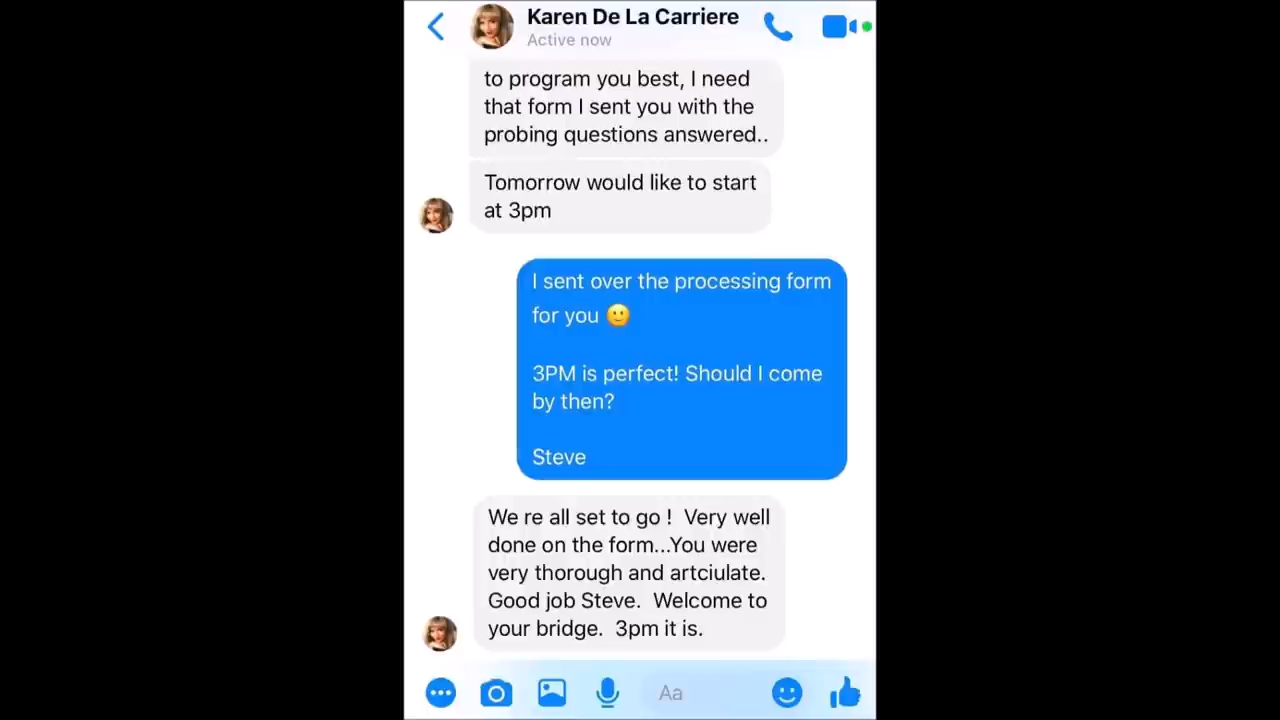 Karen De La Carriere
Active now
to program you best, I need
that form I sent you with the
probing questions answered..
Tomorrow would like to start
at 3pm
I sent over the processing form
for you 🙂
3PM is perfect! Should I come
by then?
Steve
We re all set to go !  Very well
done on the form...You were
very thorough and artciulate.
Good job Steve.  Welcome to
your bridge.  3pm it is.
Aa